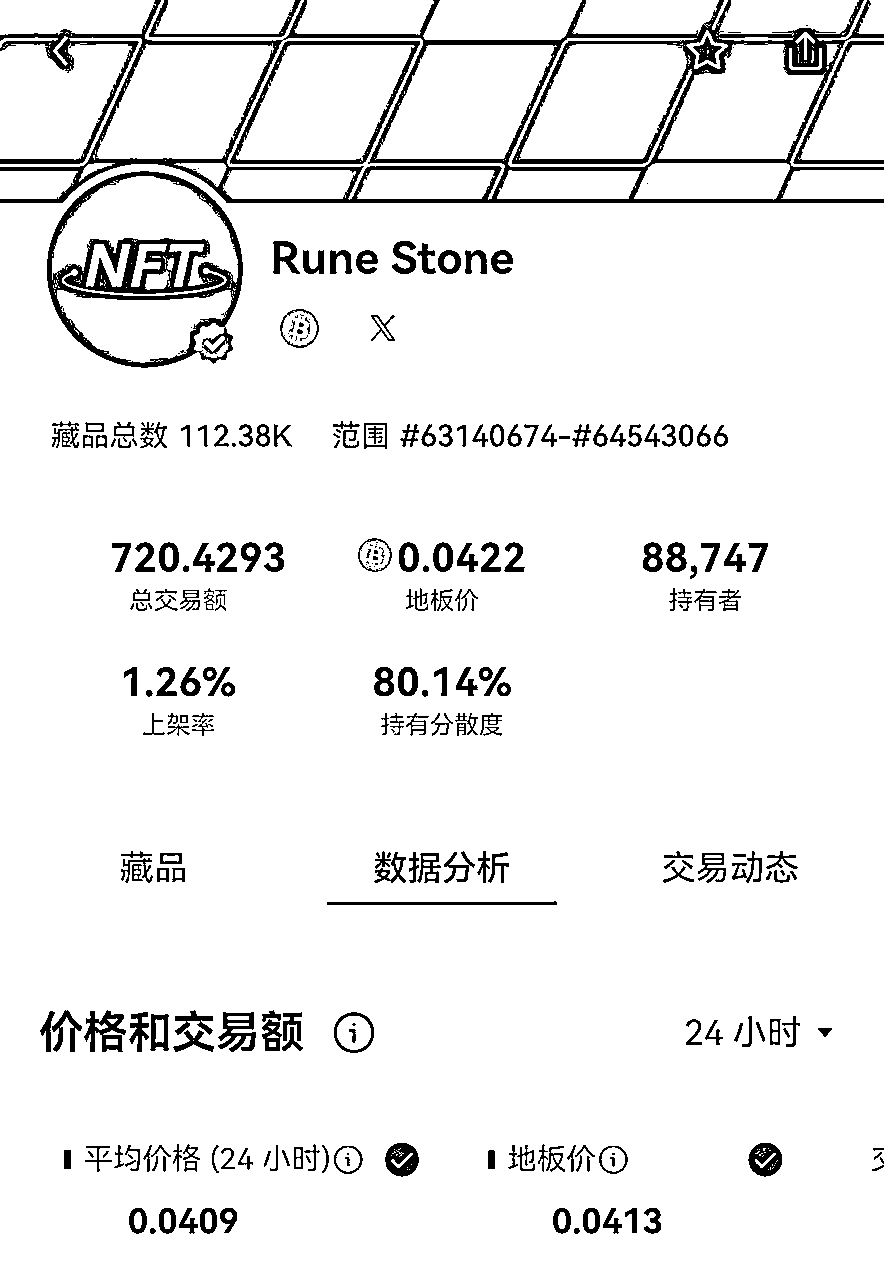 NFT
Rune Stone
藏品总数 112.38K 范围 #63140674-#64543066
720.4293 0.0422 88,747
总交易额 地板价 持有者
1.26% 80.14%
上架率 持有分散度
藏品 数据分析 交易动态
价格和交易额 24 小时
平均价格 (24 小时) 地板价
0.0409 0.0413